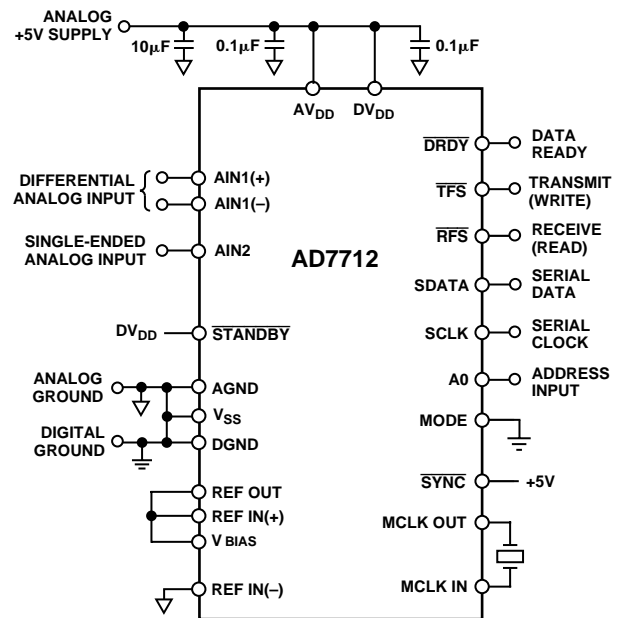 ANALOG
+5V SUPPLY
10μF
0.1μF
0.1μF
AVDD
DVDD
DRDY
DATA
READY
DIFFERENTIAL
ANALOG INPUT
AIN1(+)
AIN1(–)
TFS
TRANSMIT
(WRITE)
RFS
RECEIVE
(READ)
SINGLE-ENDED
ANALOG INPUT
AIN2
AD7712
SDATA
SERIAL
DATA
DVDD
STANDBY
SCLK
SERIAL
CLOCK
ANALOG
GROUND
AGND
A0
ADDRESS
INPUT
VSS
MODE
DIGITAL
GROUND
DGND
SYNC
+5V
REF OUT
REF IN(+)
V BIAS
MCLK OUT
REF IN(–)
MCLK IN